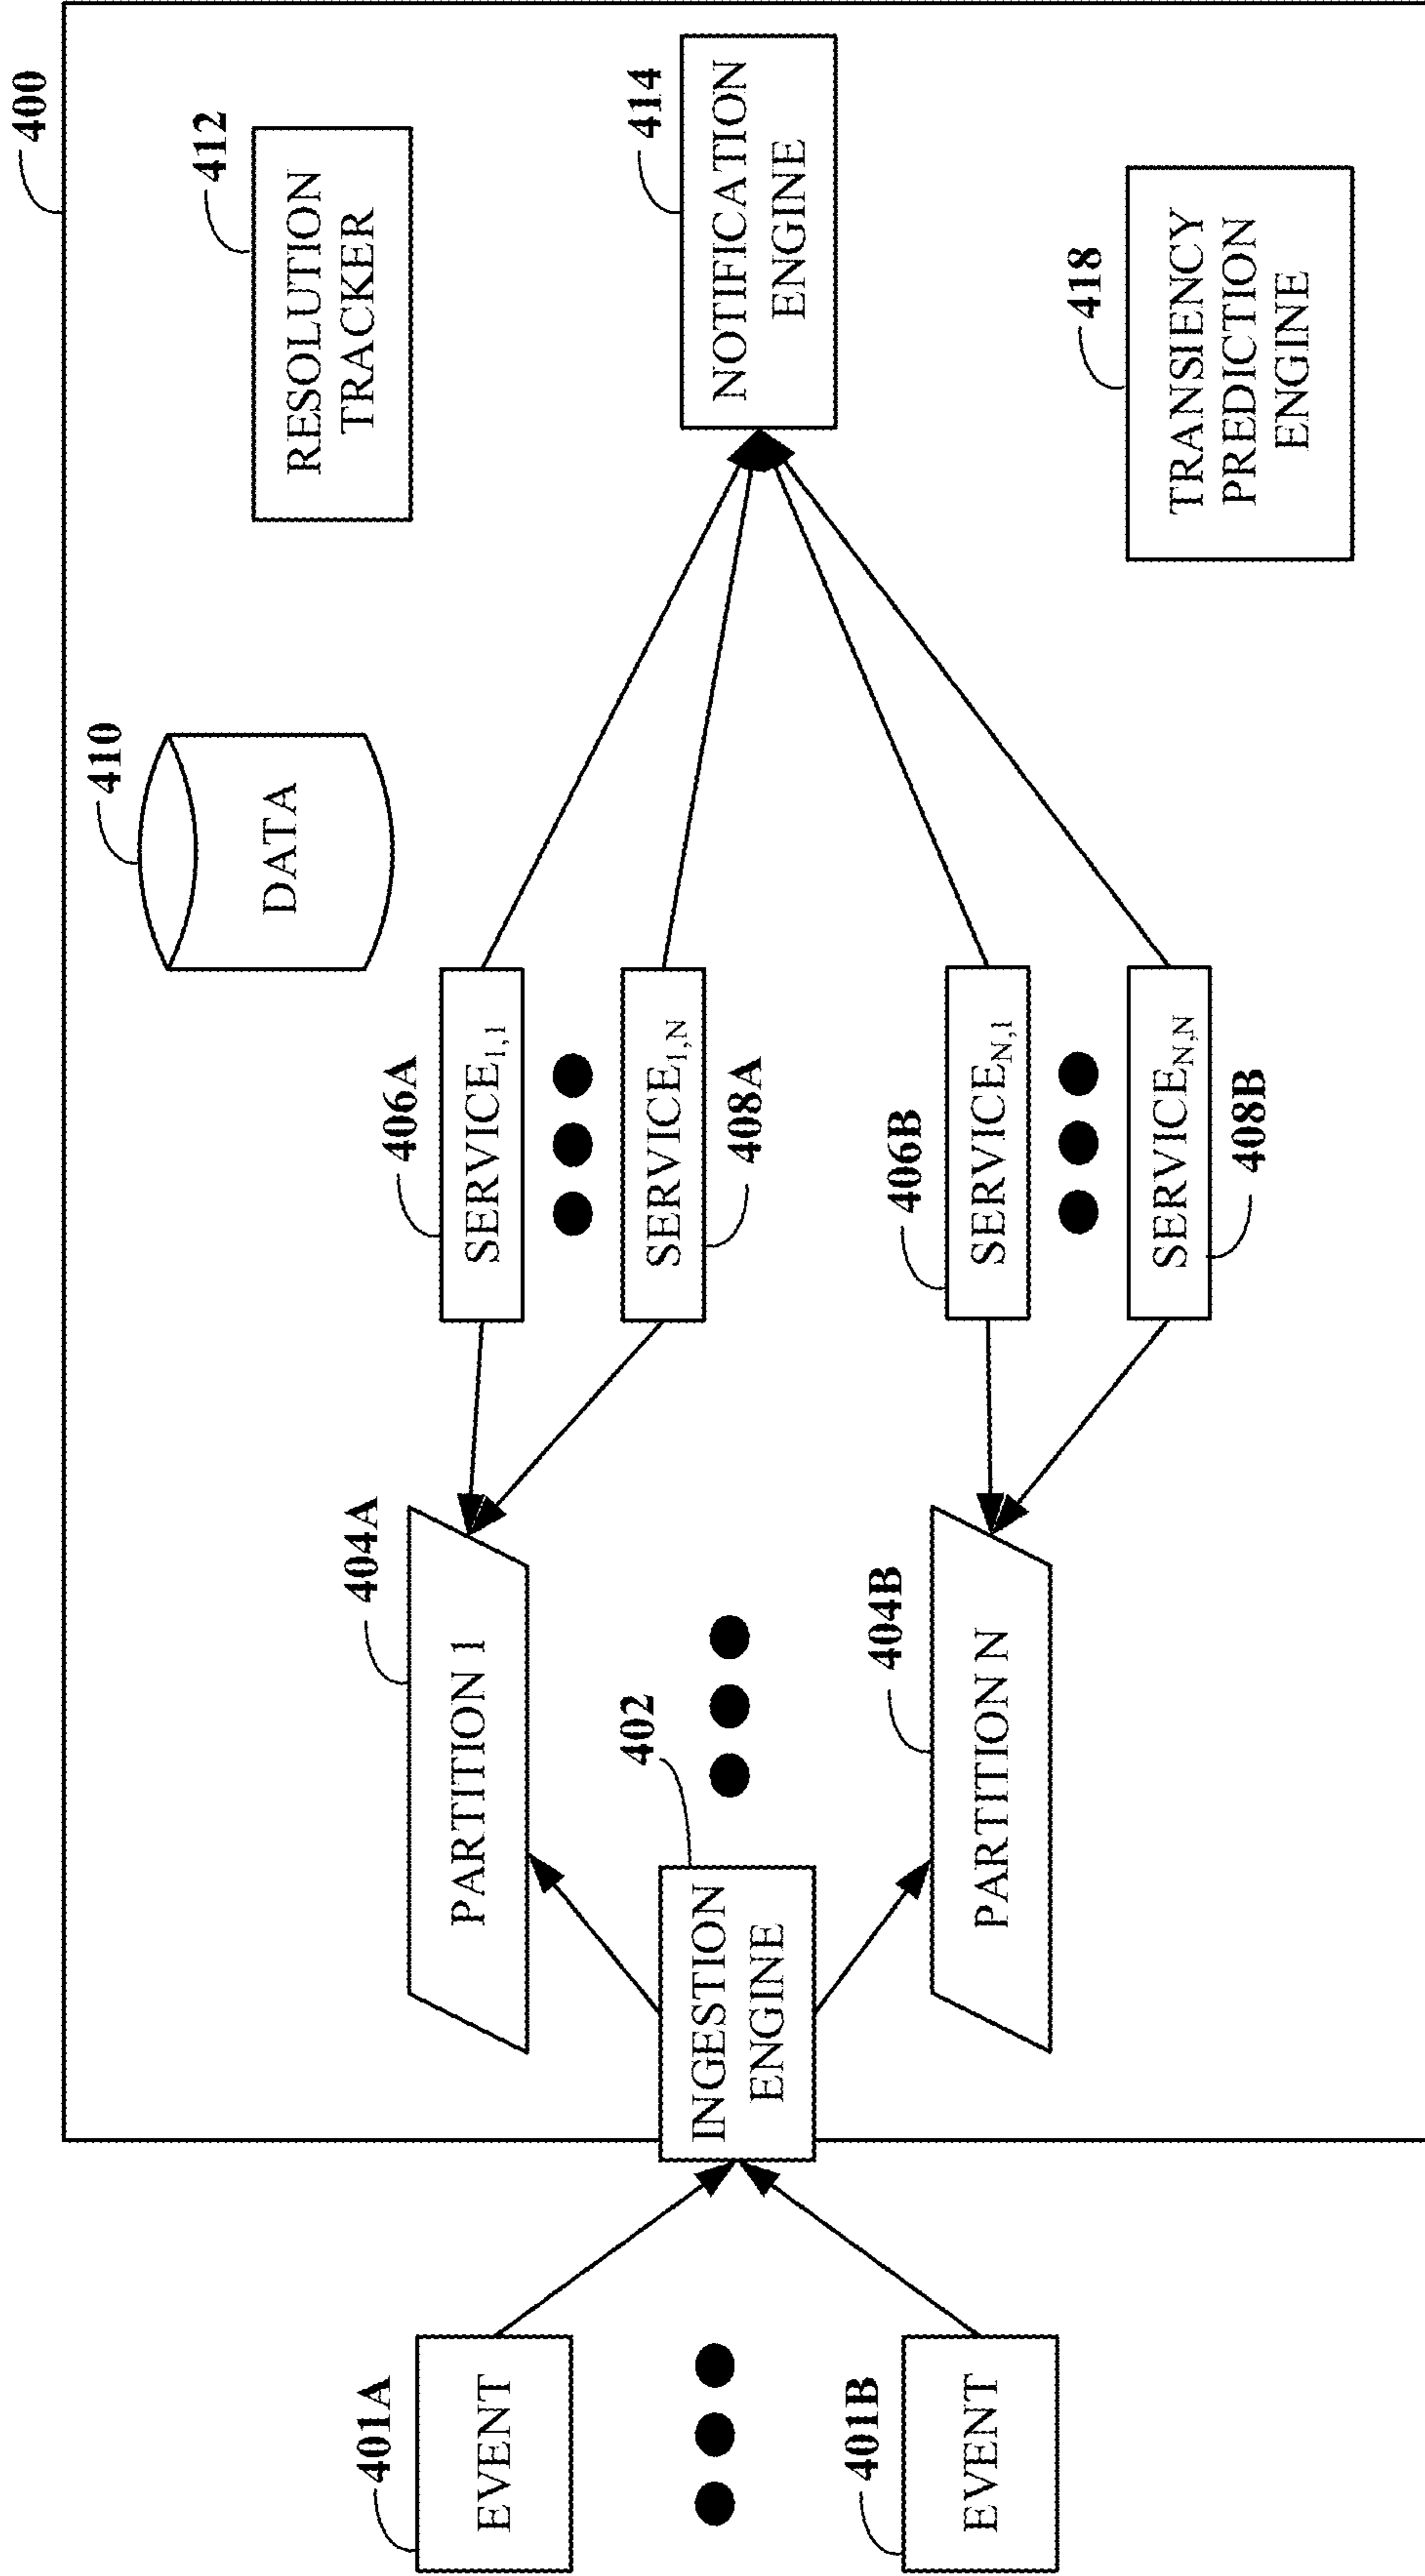 400
410
412
RESOLUTION
TRACKER
DATA
401A
EVENT
404A
PARTITION 1
406A
SERVICE1,1
SERVICE1,N
408A
414
NOTIFICATION
ENGINE
402
INGESTION
ENGINE
401B
EVENT
404B
PARTITION N
406B
SERVICEN,1
SERVICEN,N
408B
418
TRANSIENCY
PREDICTION
ENGINE